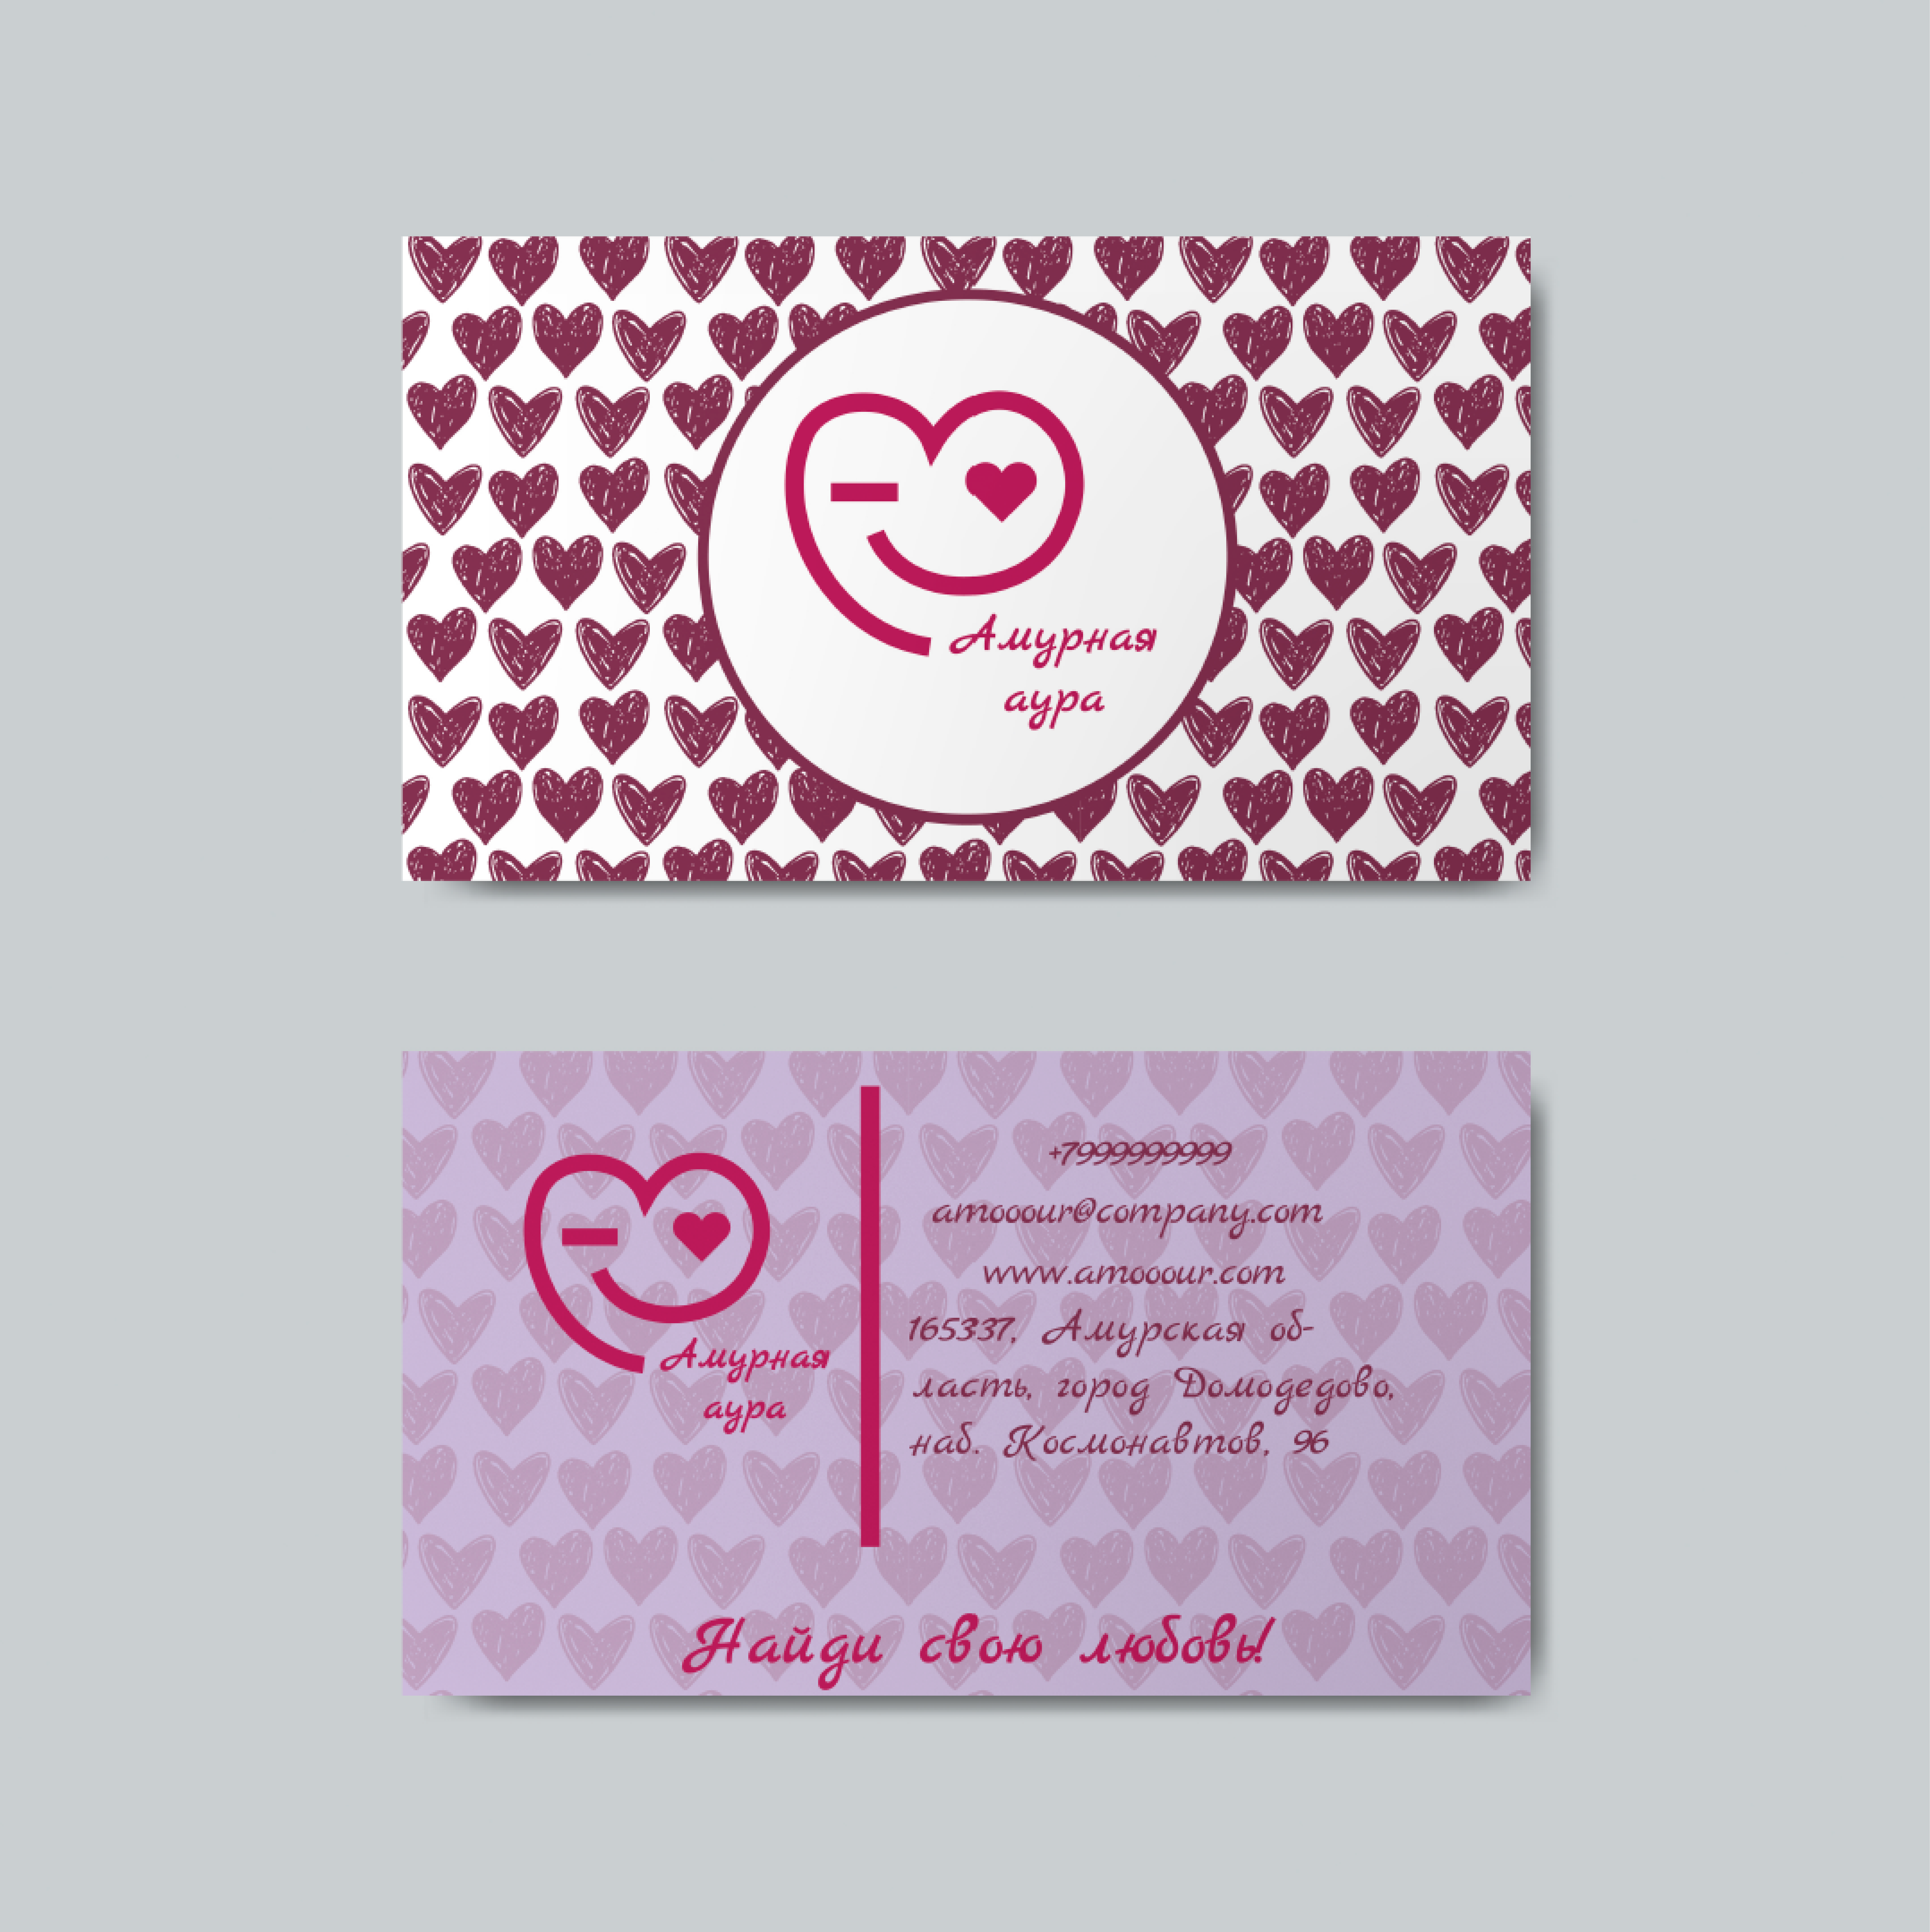 Амурная
аура
+7999999999
amooour@company.com
www.amooour.com
Амурная
аура
165337, Амурская об-
ласть, город Домодедово,
наб. Космонавтов, 96
Найди свою любовь!